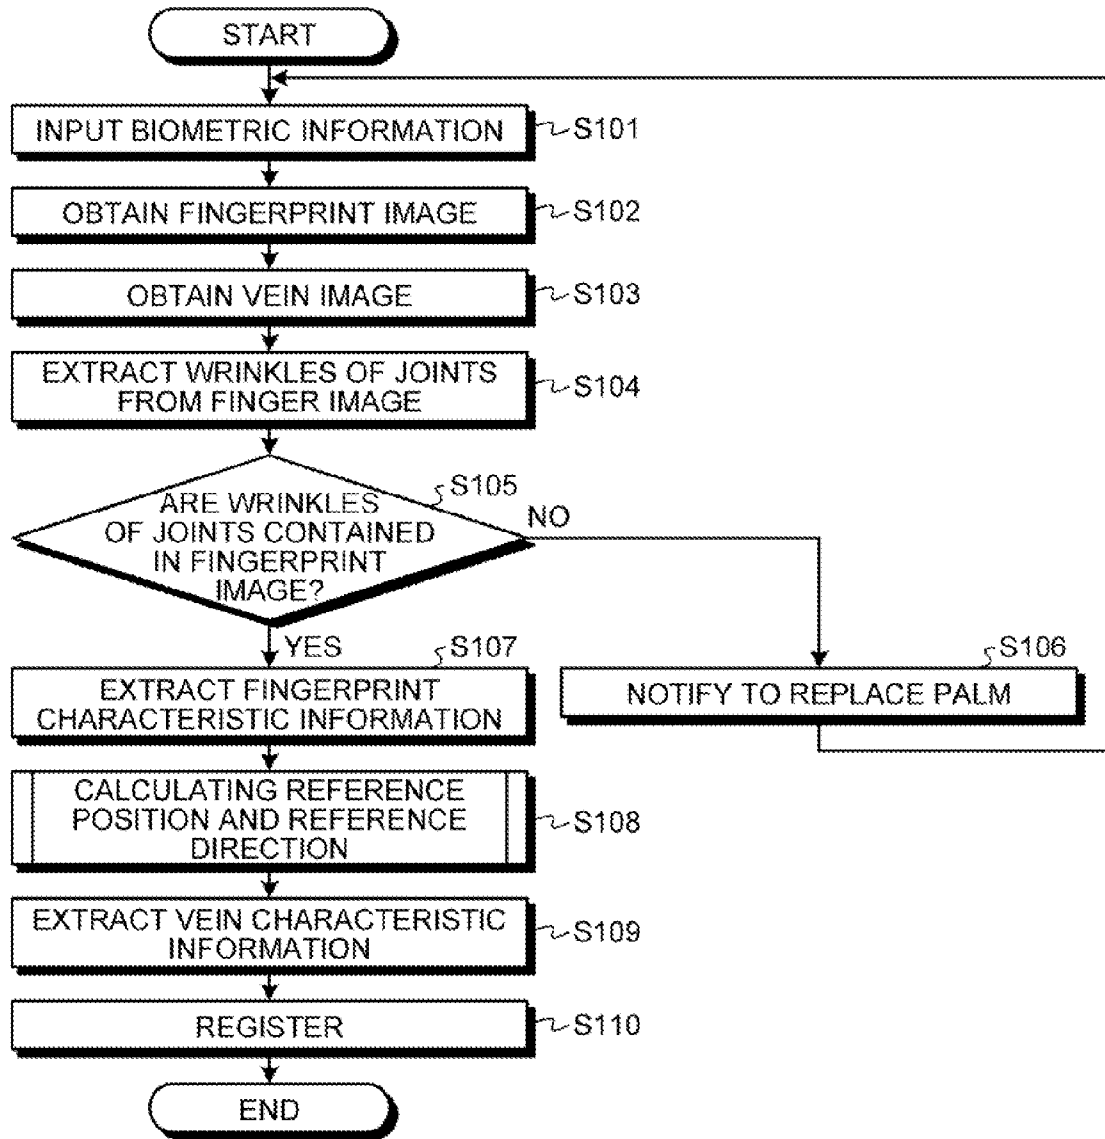 START
INPUT BIOMETRIC INFORMATION
S101
OBTAIN FINGERPRINT IMAGE
S102
OBTAIN VEIN IMAGE
S103
EXTRACT WRINKLES OF JOINTS
FROM FINGER IMAGE
S104
ARE WRINKLES
OF JOINTS CONTAINED
IN FINGERPRINT
IMAGE?
S105
NO
YES
S107
EXTRACT FINGERPRINT
CHARACTERISTIC INFORMATION
S106
NOTIFY TO REPLACE PALM
CALCULATING REFERENCE
POSITION AND REFERENCE
DIRECTION
S108
EXTRACT VEIN CHARACTERISTIC
INFORMATION
S109
REGISTER
S110
END